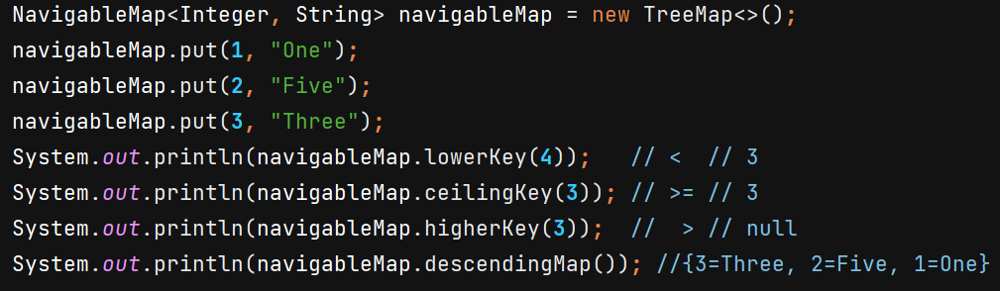 NavigableMap<Integer, String> navigableMap = new TreeMap<>();
navigableMap.put(1, "One");
navigableMap.put(2, "Five");
navigableMap.put(3, "Three");
System.out.println(navigableMap.lowerKey(4));   // <  // 3
System.out.println(navigableMap.ceilingKey(3)); // >= // 3
System.out.println(navigableMap.higherKey(3));  //  > // null
System.out.println(navigableMap.descendingMap()); //{3=Three, 2=Five, 1=One}